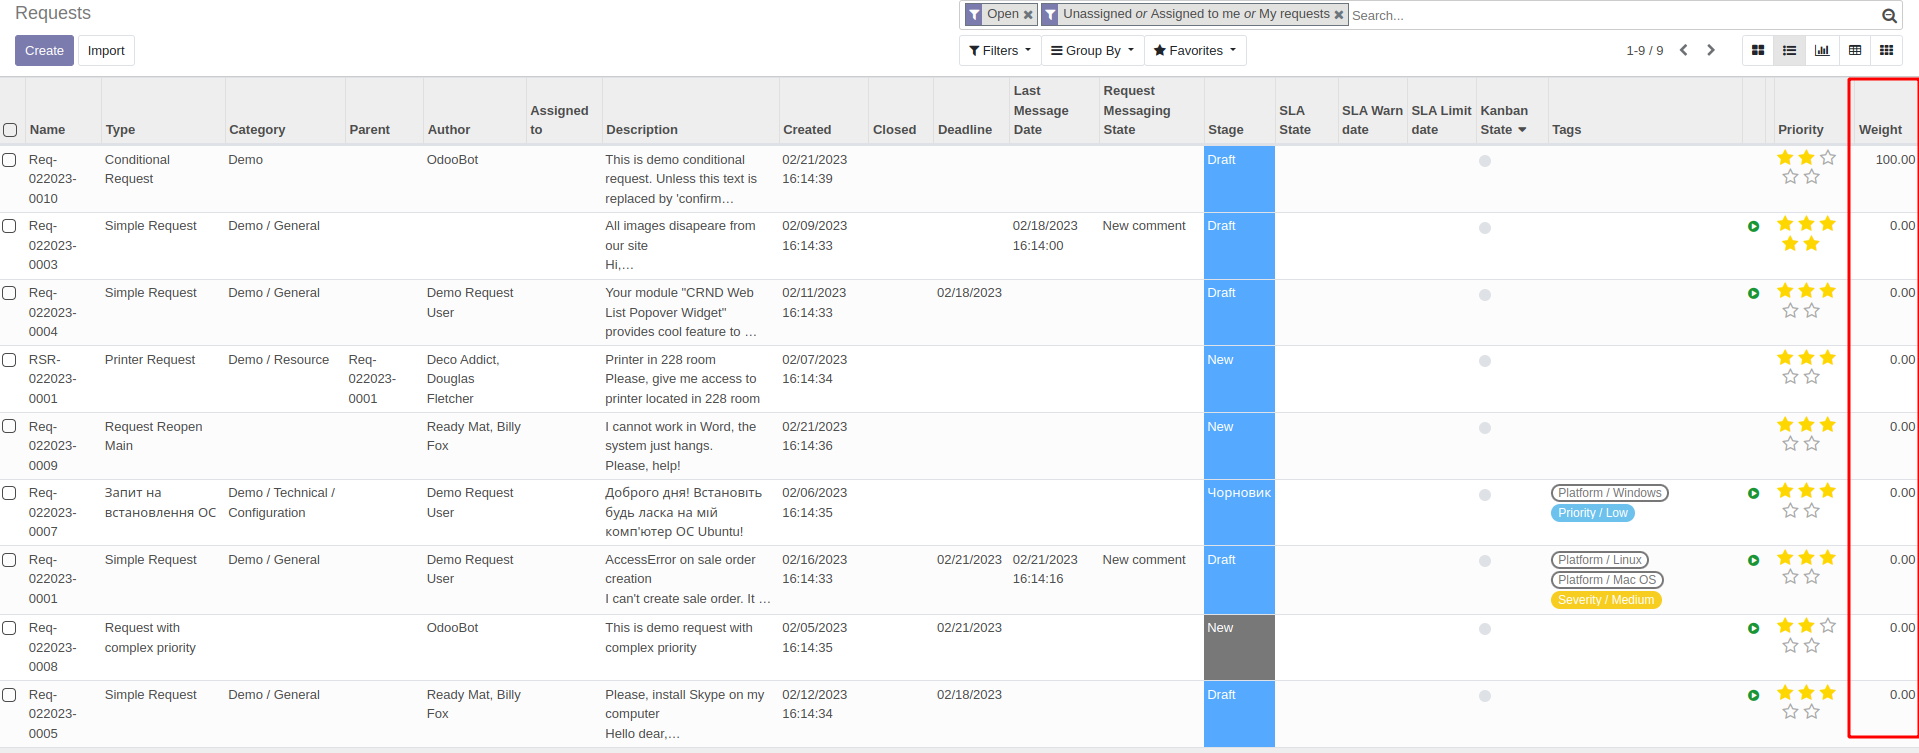 Requests
Open Unassigned or Assigned to me or My requests Search...
Create Import
Filters Group By Favorites 1-9 / 9
Name Type Category Parent Author Assigned to Description Created Closed Deadline Last Message Date Request Messaging State Stage SLA State SLA Warn date SLA Limit date Kanban State Tags Priority Weight
Req-022023-0010 Conditional Request Demo OdooBot This is demo conditional request. Unless this text is replaced by 'confirm… 02/21/2023 16:14:39 Draft 100.00
Req-022023-0003 Simple Request Demo / General All images disapeare from our site Hi,… 02/09/2023 16:14:33 02/18/2023 16:14:00 New comment Draft 0.00
Req-022023-0004 Simple Request Demo / General Demo Request User Your module "CRND Web List Popover Widget" provides cool feature to … 02/11/2023 16:14:33 02/18/2023 Draft 0.00
RSR-022023-0001 Printer Request Demo / Resource Req-022023-0001 Deco Addict, Douglas Fletcher Printer in 228 room Please, give me access to printer located in 228 room 02/07/2023 16:14:34 New 0.00
Req-022023-0009 Request Reopen Main Ready Mat, Billy Fox I cannot work in Word, the system just hangs. Please, help! 02/21/2023 16:14:36 New 0.00
Req-022023-0007 Запит на встановлення ОС Demo / Technical / Configuration Demo Request User Доброго дня! Встановіть будь ласка на мій комп'ютер ОС Ubuntu! 02/06/2023 16:14:35 Чорновик Platform / Windows Priority / Low 0.00
Req-022023-0001 Simple Request Demo / General Demo Request User AccessError on sale order creation I can't create sale order. It … 02/16/2023 16:14:33 02/21/2023 02/21/2023 16:14:16 New comment Draft Platform / Linux Platform / Mac OS Severity / Medium 0.00
Req-022023-0008 Request with complex priority OdooBot This is demo request with complex priority 02/05/2023 16:14:35 02/21/2023 New 0.00
Req-022023-0005 Simple Request Demo / General Ready Mat, Billy Fox Please, install Skype on my computer Hello dear,… 02/12/2023 16:14:34 02/18/2023 Draft 0.00